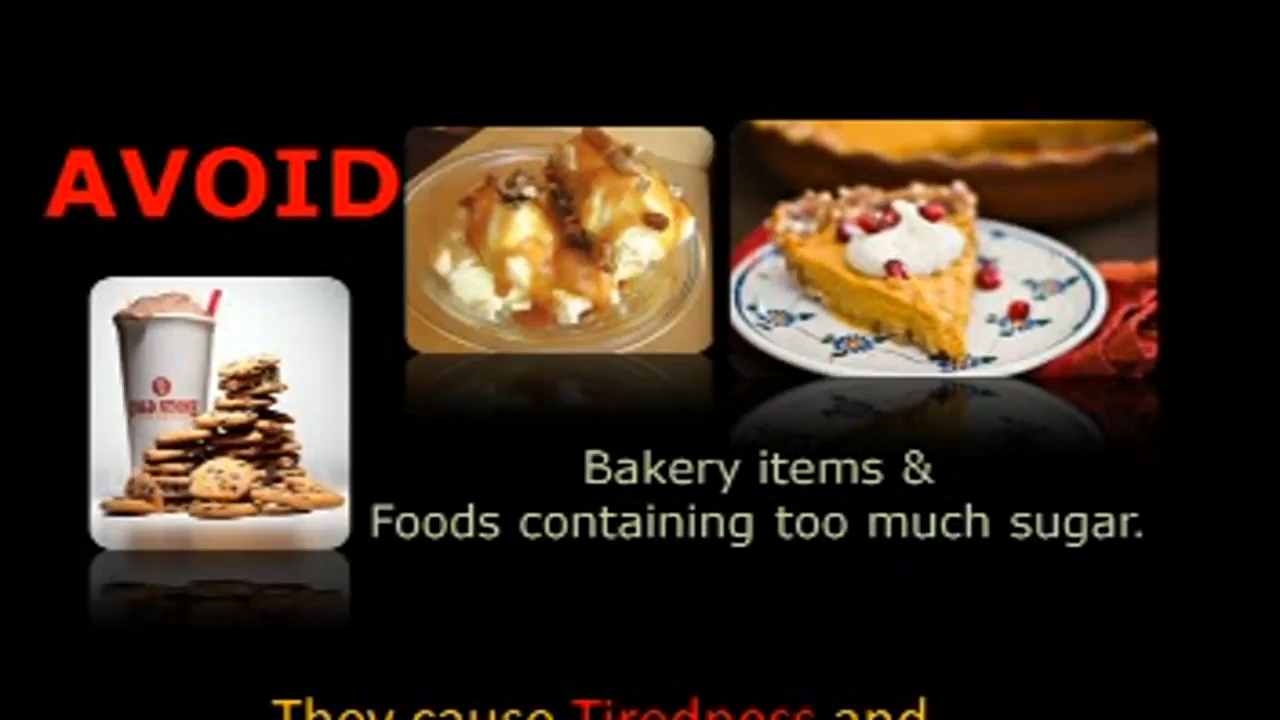 AVOID
Bakery items &
Foods containing too much sugar.
They cause Tiredness and